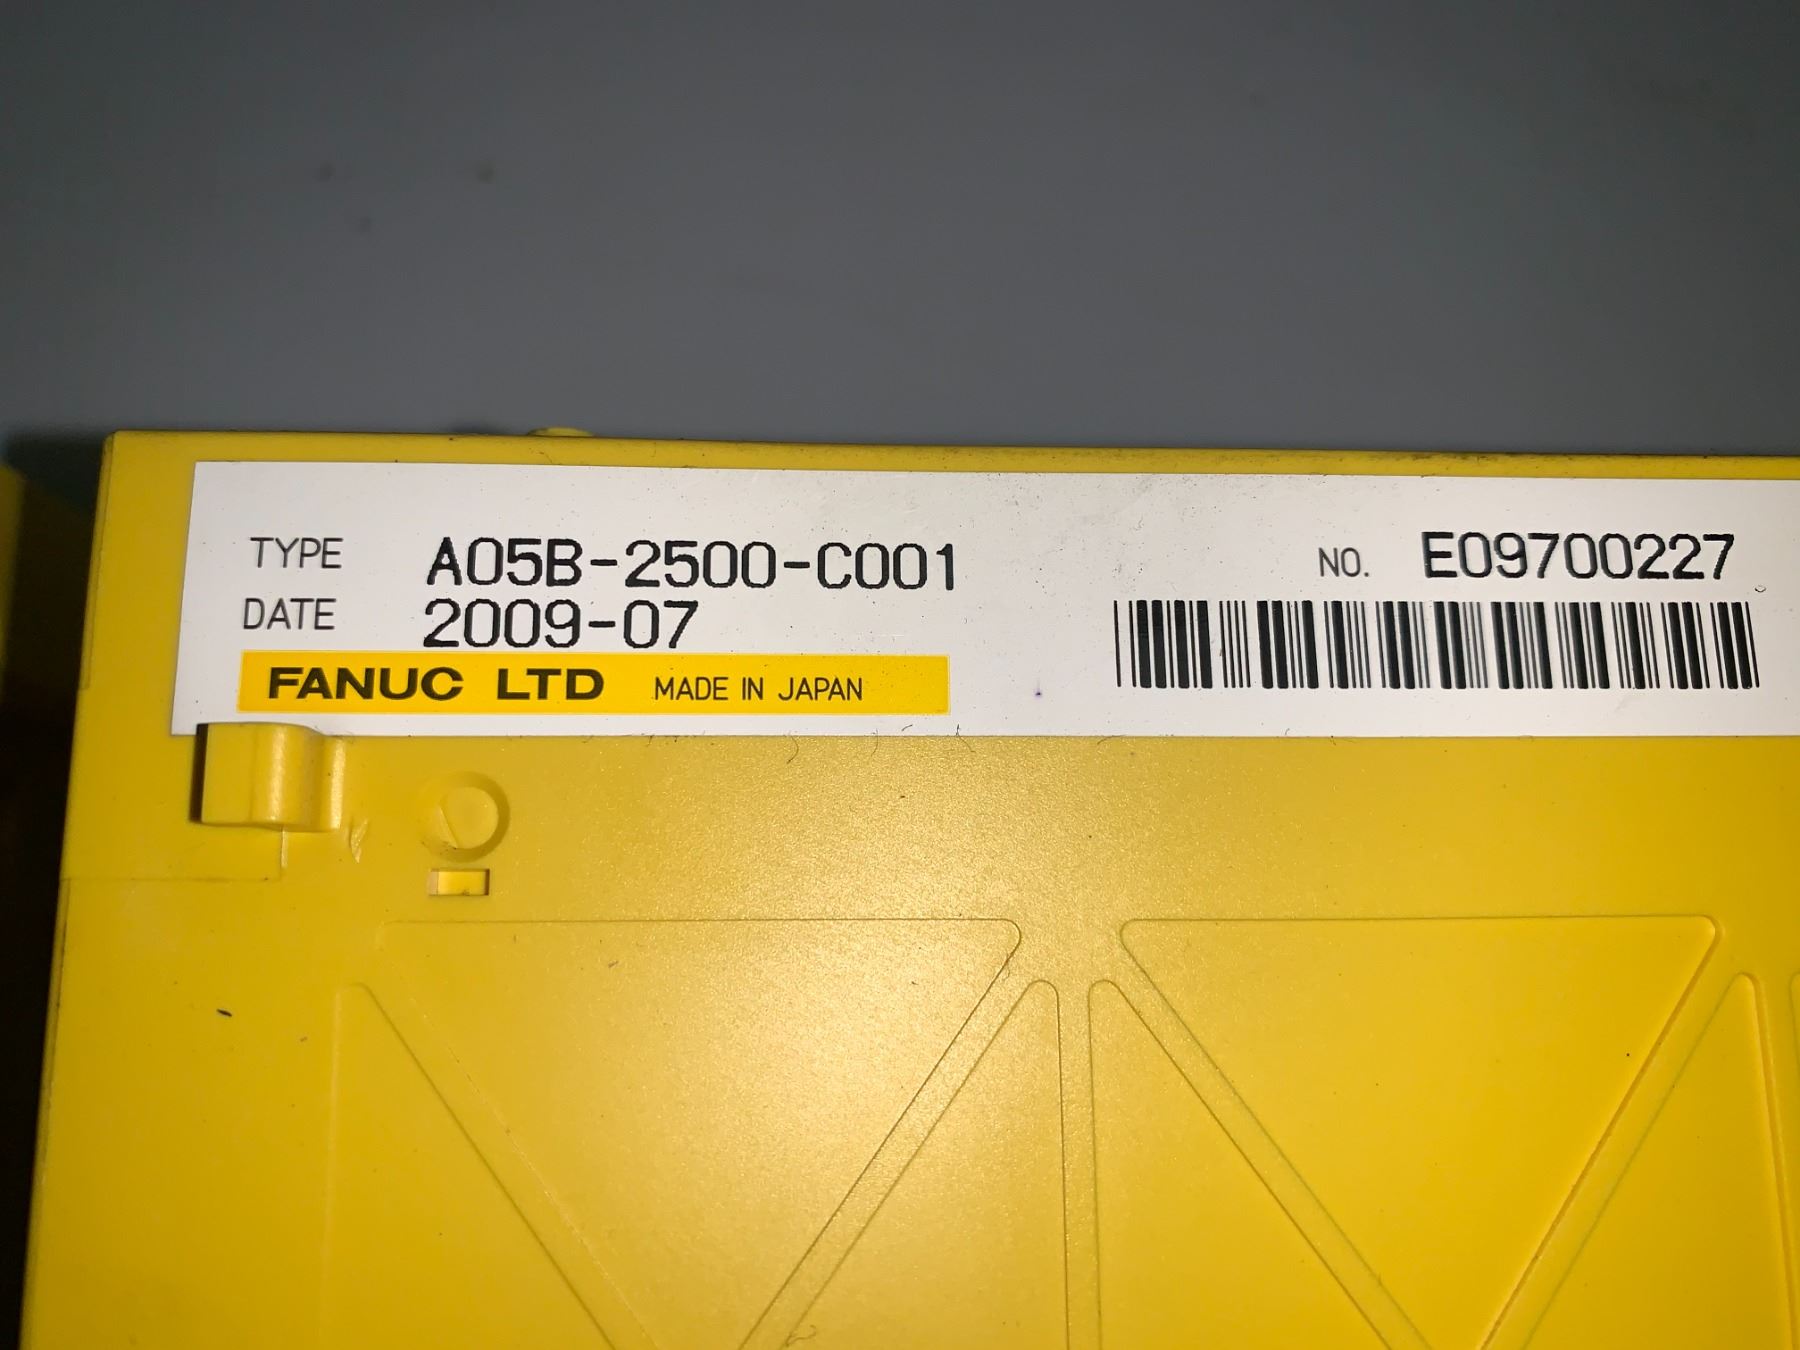 TYPE A05B-2500-C001
DATE 2009-07
FANUC LTD MADE IN JAPAN
NO. E09700227